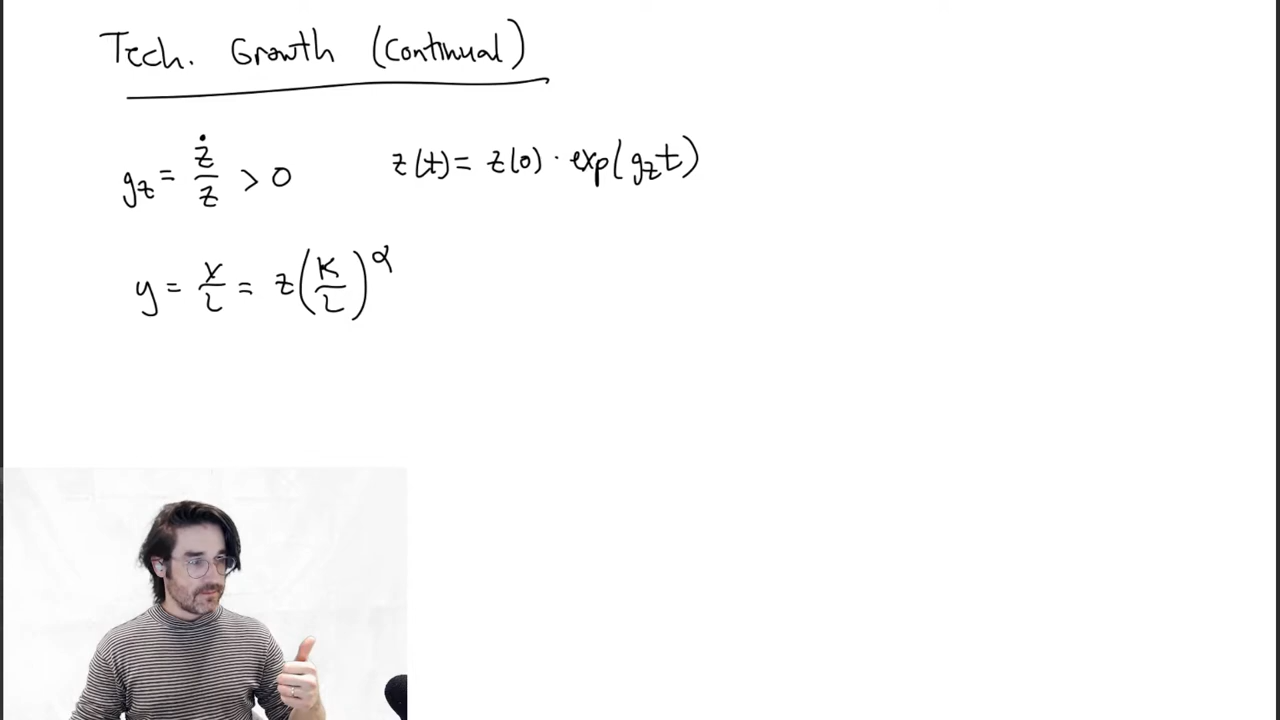 Tech. Growth (Continual)
g_z = ż/z > 0    z(t) = z(0) · exp(g_z t)
y = Y/L = z(K/L)^α